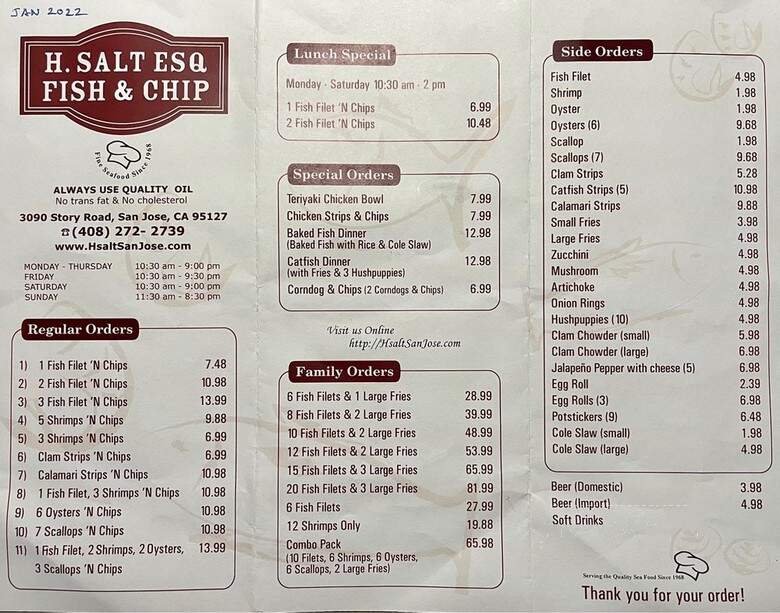 JAN 2022
H. SALT ESQ
FISH & CHIP
Fine Seafood Since 1968
ALWAYS USE QUALITY OIL
No trans fat & No cholesterol
3090 Story Road, San Jose, CA 95127
☎(408) 272- 2739
www.HsaltSanJose.com
MONDAY - THURSDAY 10:30 am - 9:00 pm
FRIDAY 10:30 am - 9:30 pm
SATURDAY 10:30 am - 9:00 pm
SUNDAY 11:30 am - 8:30 pm
Regular Orders
1) 1 Fish Filet 'N Chips 7.48
2) 2 Fish Filet 'N Chips 10.98
3) 3 Fish Filet 'N Chips 13.99
4) 5 Shrimps 'N Chips 9.88
5) 3 Shrimps 'N Chips 6.99
6) Clam Strips 'N Chips 6.99
7) Calamari Strips 'N Chips 10.98
8) 1 Fish Filet, 3 Shrimps 'N Chips 10.98
9) 6 Oysters 'N Chips 10.98
10) 7 Scallops 'N Chips 10.98
11) 1 Fish Filet, 2 Shrimps, 2 Oysters, 13.99
3 Scallops 'N Chips
Lunch Special
Monday - Saturday 10:30 am - 2 pm
1 Fish Filet 'N Chips 6.99
2 Fish Filet 'N Chips 10.48
Special Orders
Teriyaki Chicken Bowl 7.99
Chicken Strips & Chips 7.99
Baked Fish Dinner 12.98
(Baked Fish with Rice & Cole Slaw)
Catfish Dinner 12.98
(with Fries & 3 Hushpuppies)
Corndog & Chips (2 Corndogs & Chips) 6.99
Visit us Online
http://HsaltSanJose.com
Family Orders
6 Fish Filets & 1 Large Fries 28.99
8 Fish Filets & 2 Large Fries 39.99
10 Fish Filets & 2 Large Fries 48.99
12 Fish Filets & 2 Large Fries 53.99
15 Fish Filets & 3 Large Fries 65.99
20 Fish Filets & 3 Large Fries 81.99
6 Fish Filets 27.99
12 Shrimps Only 19.88
Combo Pack 65.98
(10 Filets, 6 Shrimps, 6 Oysters,
6 Scallops, 2 Large Fries)
Side Orders
Fish Filet 4.98
Shrimp 1.98
Oyster 1.98
Oysters (6) 9.68
Scallop 1.98
Scallops (7) 9.68
Clam Strips 5.28
Catfish Strips (5) 10.98
Calamari Strips 9.88
Small Fries 3.98
Large Fries 4.98
Zucchini 4.98
Mushroom 4.98
Artichoke 4.98
Onion Rings 4.98
Hushpuppies (10) 4.98
Clam Chowder (small) 5.98
Clam Chowder (large) 6.98
Jalapeño Pepper with cheese (5) 6.98
Egg Roll 2.39
Egg Rolls (3) 6.98
Potstickers (9) 6.48
Cole Slaw (small) 1.98
Cole Slaw (large) 4.98
Beer (Domestic) 3.98
Beer (Import) 4.98
Soft Drinks
Serving the Quality Sea Food Since 1968
Thank you for your order!